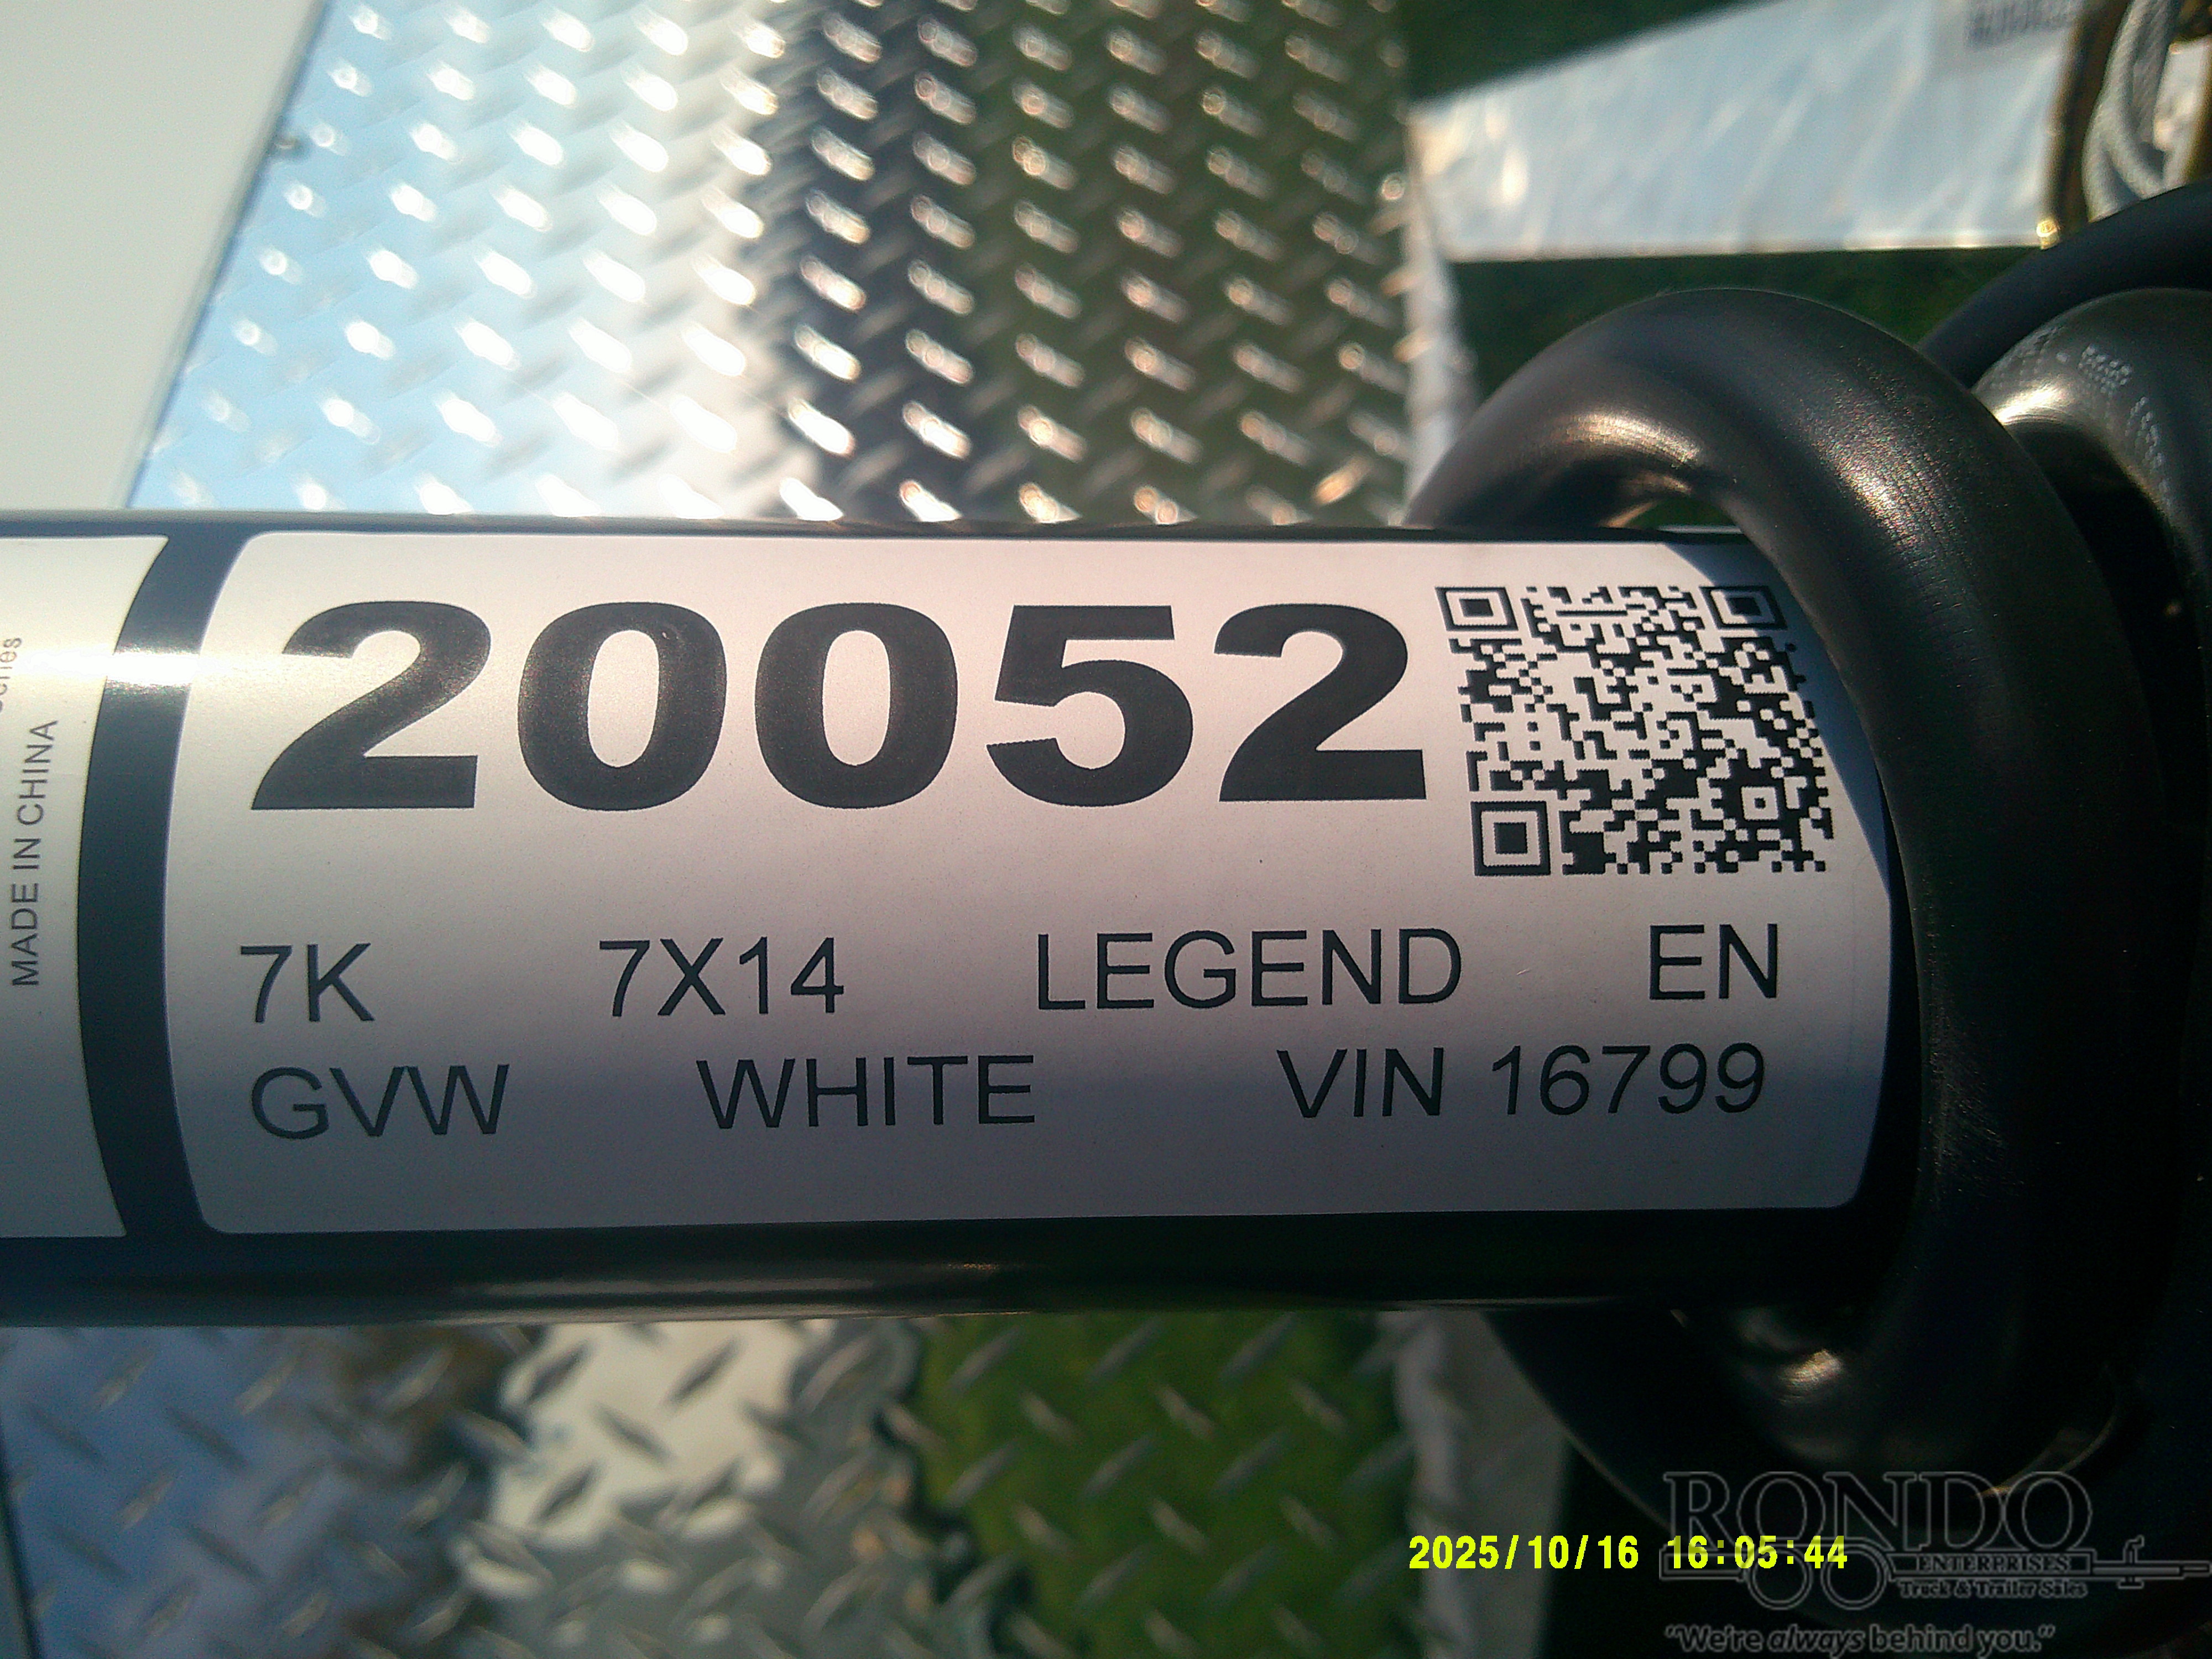 20052
7K 7X14 LEGEND EN
GVW WHITE VIN 16799
MADE IN CHINA
2025/10/16 16:05:44
RONDO
ENTERPRISES
Truck & Trailer Sales
"We're always behind you."